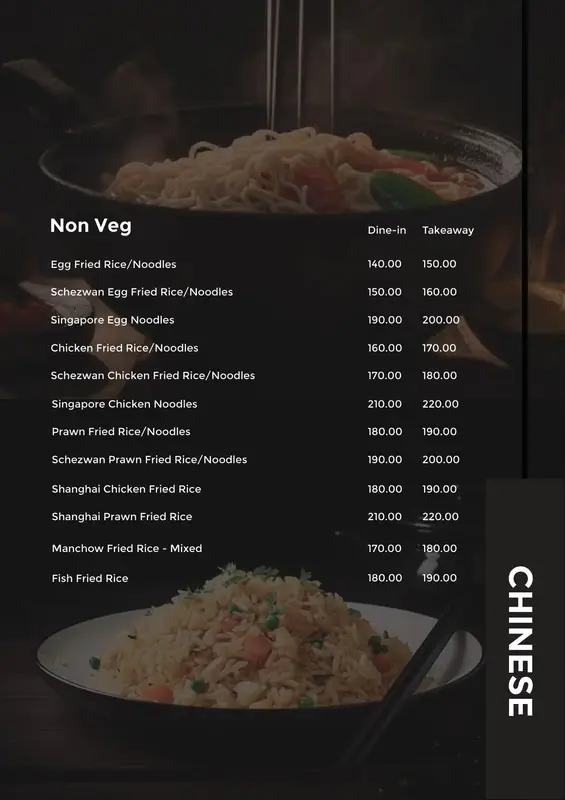 Non Veg Dine-in Takeaway
Egg Fried Rice/Noodles 140.00 150.00
Schezwan Egg Fried Rice/Noodles 150.00 160.00
Singapore Egg Noodles 190.00 200.00
Chicken Fried Rice/Noodles 160.00 170.00
Schezwan Chicken Fried Rice/Noodles 170.00 180.00
Singapore Chicken Noodles 210.00 220.00
Prawn Fried Rice/Noodles 180.00 190.00
Schezwan Prawn Fried Rice/Noodles 190.00 200.00
Shanghai Chicken Fried Rice 180.00 190.00
Shanghai Prawn Fried Rice 210.00 220.00
Manchow Fried Rice - Mixed 170.00 180.00
Fish Fried Rice 180.00 190.00
CHINESE